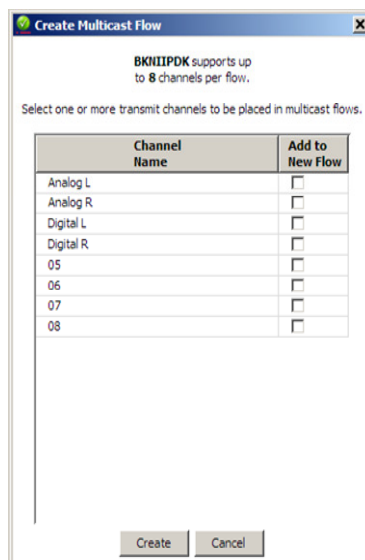 Create Multicast Flow
BKNIIPDK supports up
to 8 channels per flow.
Select one or more transmit channels to be placed in multicast flows.
Channel Name
Add to New Flow
Analog L
Analog R
Digital L
Digital R
05
06
07
08
Create
Cancel